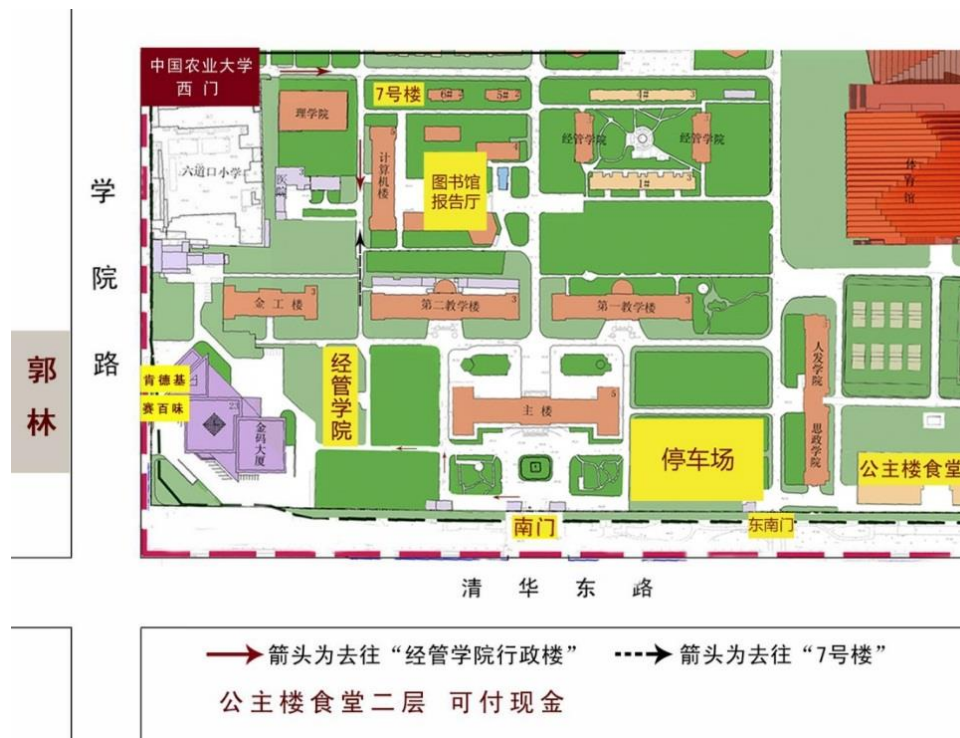 中国农业大学
西门
7号楼
6#
5#
4#
3
理学院
经管学院
经管学院
计算机楼
六道口小学
图书馆
报告厅
1#
体育馆
学院路
金工楼
3
第二教学楼
3
第一教学楼
3
郭林
肯德基
赛百味
经管学院
人发学院
主楼
5
金码大厦
停车场
思政学院
公主楼食堂
南门
东南门
清华东路
箭头为去往“经管学院行政楼”
箭头为去往“7号楼”
公主楼食堂二层 可付现金